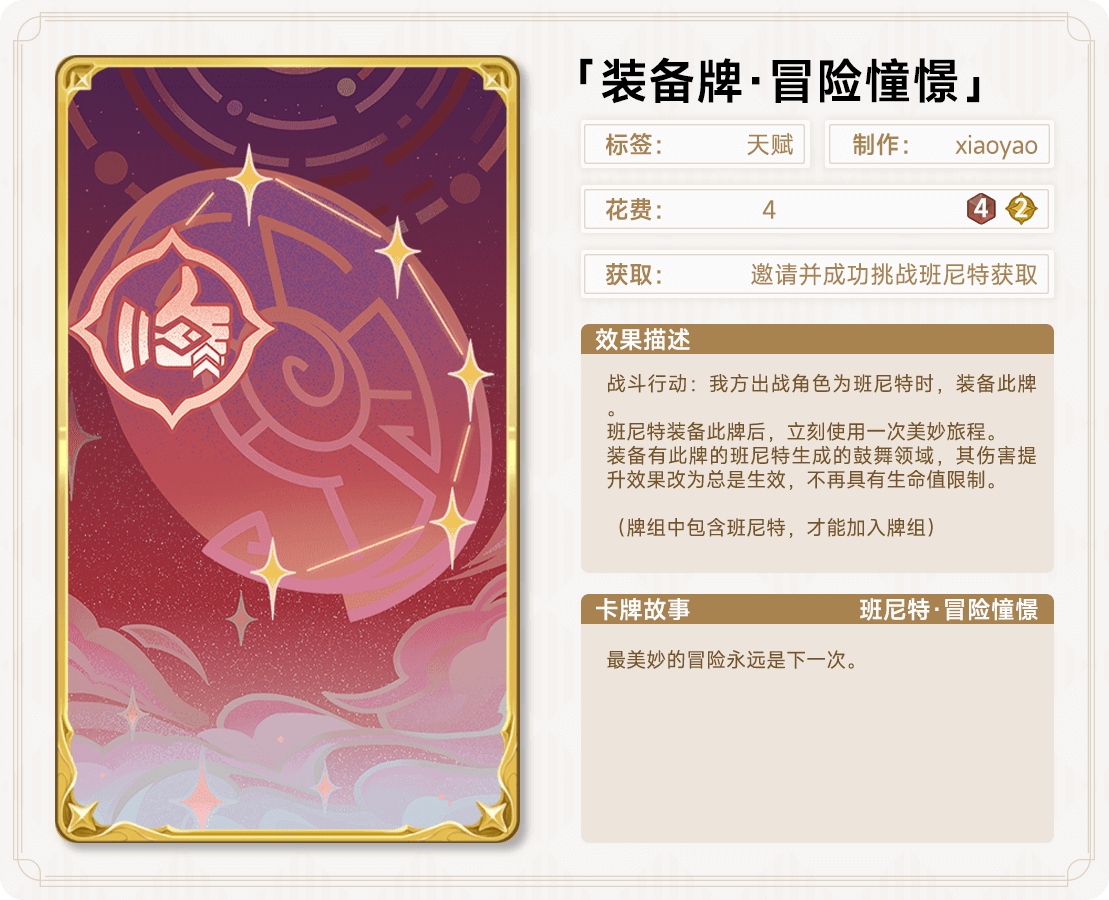 「装备牌·冒险憧憬」
标签： 天赋 制作： xiaoyao
花费： 4 4 2
获取： 邀请并成功挑战班尼特获取
效果描述
战斗行动：我方出战角色为班尼特时，装备此牌
。
班尼特装备此牌后，立刻使用一次美妙旅程。
装备有此牌的班尼特生成的鼓舞领域，其伤害提
升效果改为总是生效，不再具有生命值限制。
（牌组中包含班尼特，才能加入牌组）
卡牌故事 班尼特·冒险憧憬
最美妙的冒险永远是下一次。